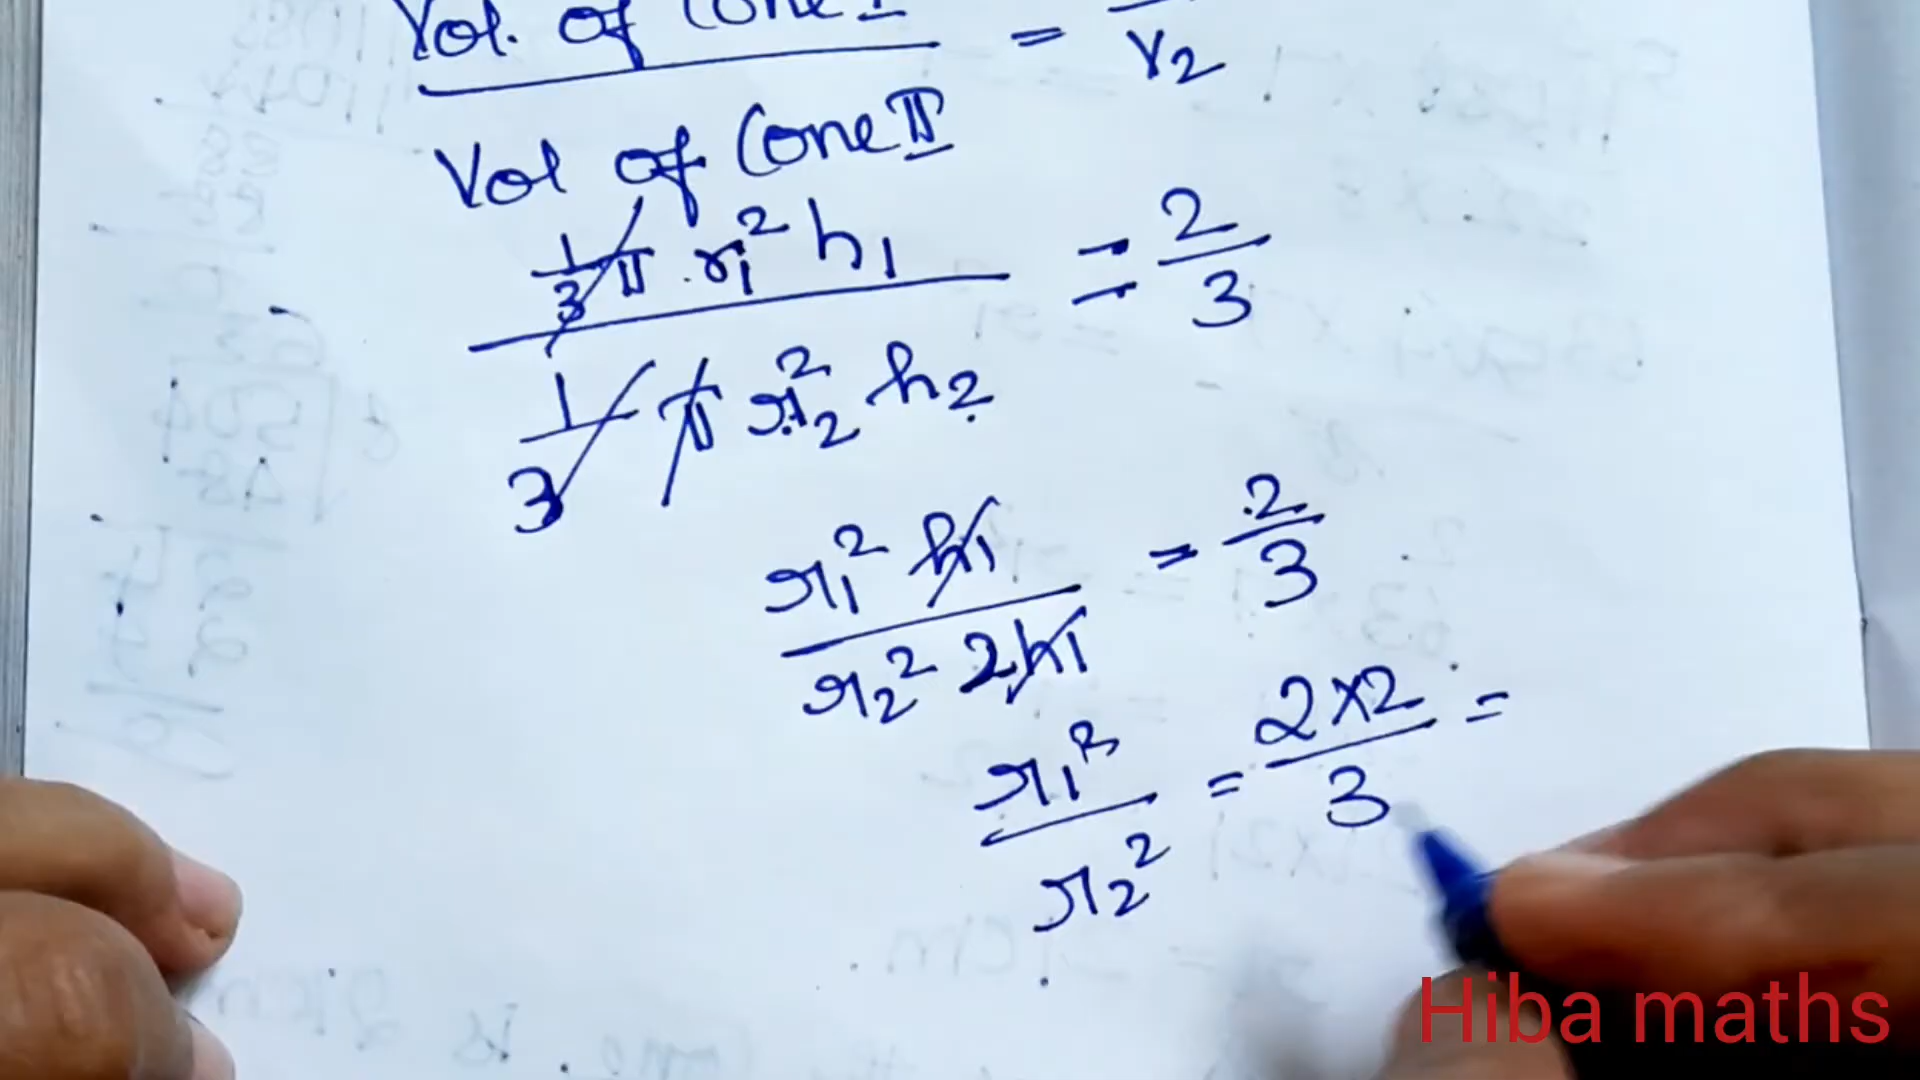 Vol. of Cone I = / r2
Vol of Cone II
1/3 π . r1² h1 / 1/3 π r2² h2 = 2/3
r1² h1 / r2² 2h1 = 2/3
r1² / r2² = 2×2/3 =
Hiba maths